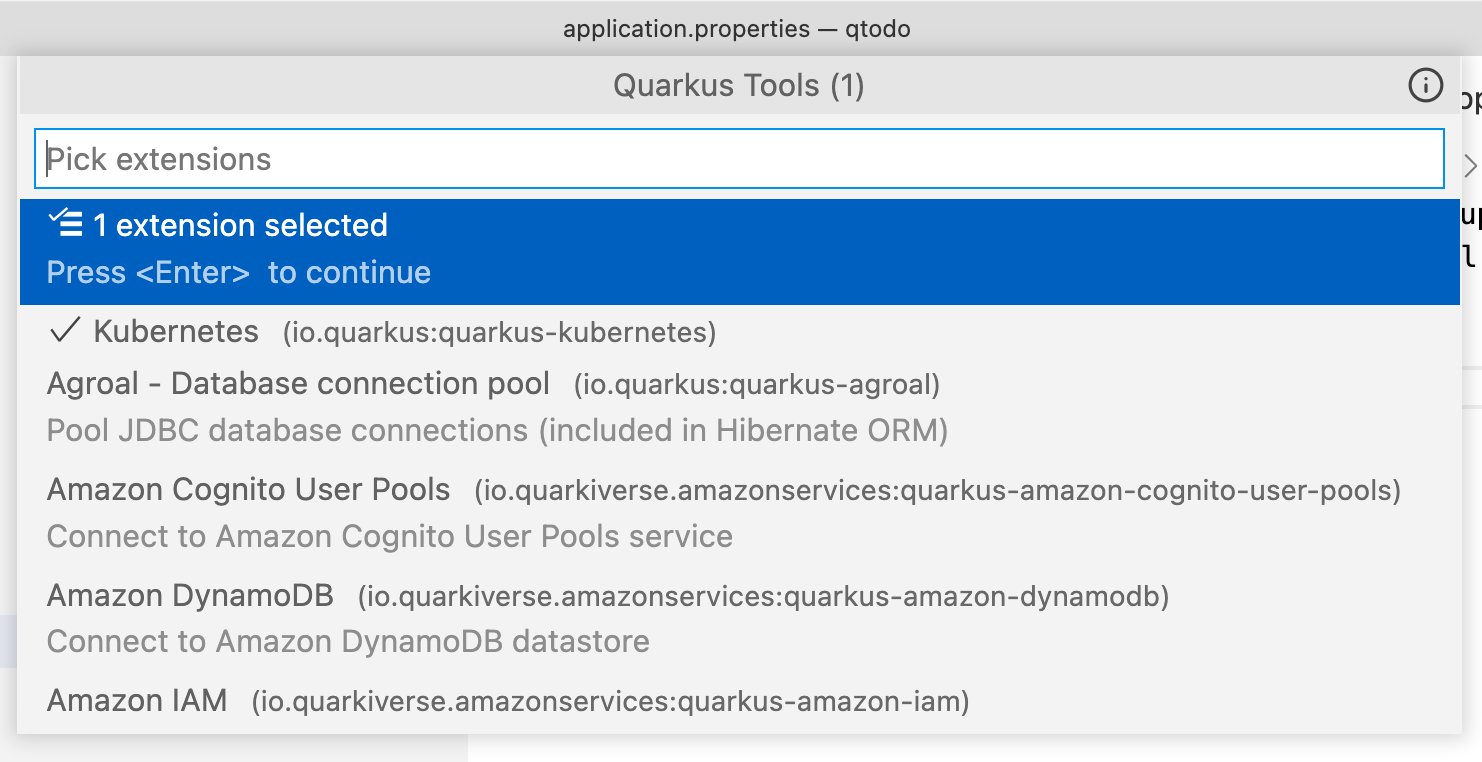 application.properties — qtodo
Quarkus Tools (1)
Pick extensions
1 extension selected
Press <Enter> to continue
Kubernetes (io.quarkus:quarkus-kubernetes)
Agroal - Database connection pool (io.quarkus:quarkus-agroal)
Pool JDBC database connections (included in Hibernate ORM)
Amazon Cognito User Pools (io.quarkiverse.amazonservices:quarkus-amazon-cognito-user-pools)
Connect to Amazon Cognito User Pools service
Amazon DynamoDB (io.quarkiverse.amazonservices:quarkus-amazon-dynamodb)
Connect to Amazon DynamoDB datastore
Amazon IAM (io.quarkiverse.amazonservices:quarkus-amazon-iam)